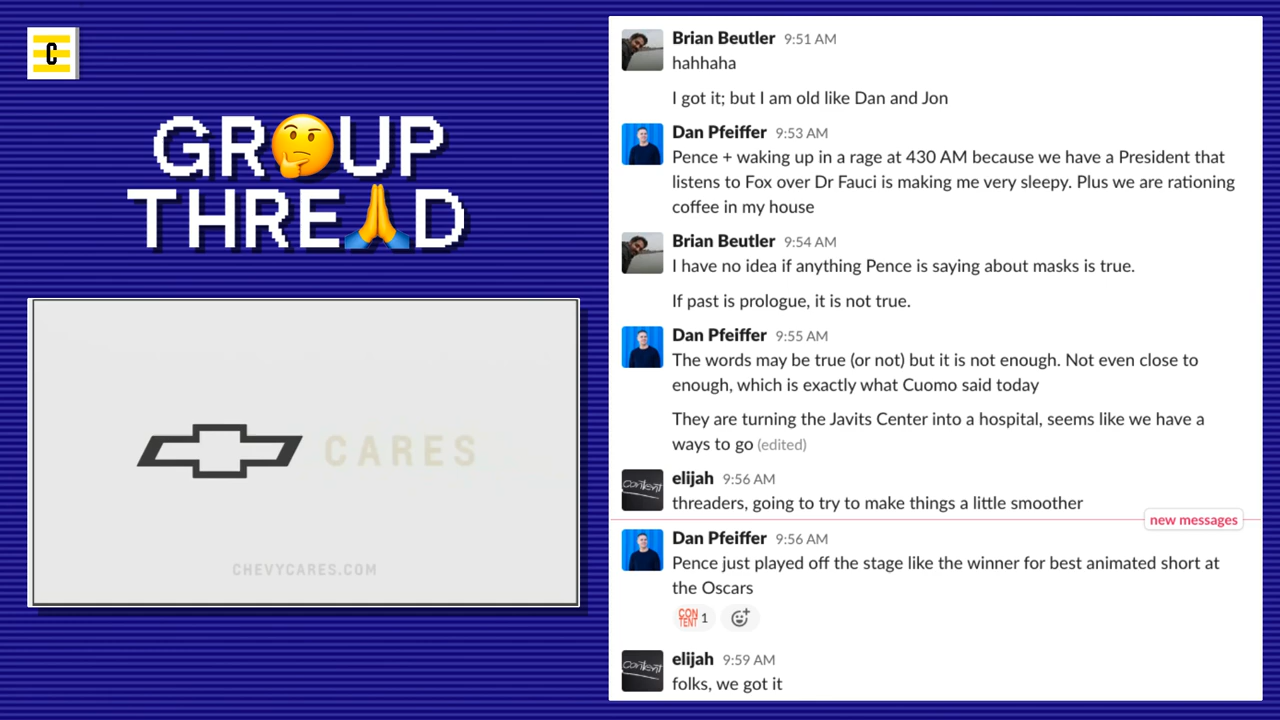 C
GR🤔UP
THRE🙏D
CARES
CHEVYCARES.COM
Brian Beutler 9:51 AM
hahhaha
I got it; but I am old like Dan and Jon
Dan Pfeiffer 9:53 AM
Pence + waking up in a rage at 430 AM because we have a President that
listens to Fox over Dr Fauci is making me very sleepy. Plus we are rationing
coffee in my house
Brian Beutler 9:54 AM
I have no idea if anything Pence is saying about masks is true.
If past is prologue, it is not true.
Dan Pfeiffer 9:55 AM
The words may be true (or not) but it is not enough. Not even close to
enough, which is exactly what Cuomo said today
They are turning the Javits Center into a hospital, seems like we have a
ways to go (edited)
content
elijah 9:56 AM
threaders, going to try to make things a little smoother
new messages
Dan Pfeiffer 9:56 AM
Pence just played off the stage like the winner for best animated short at
the Oscars
CON
TENT 1
content
elijah 9:59 AM
folks, we got it